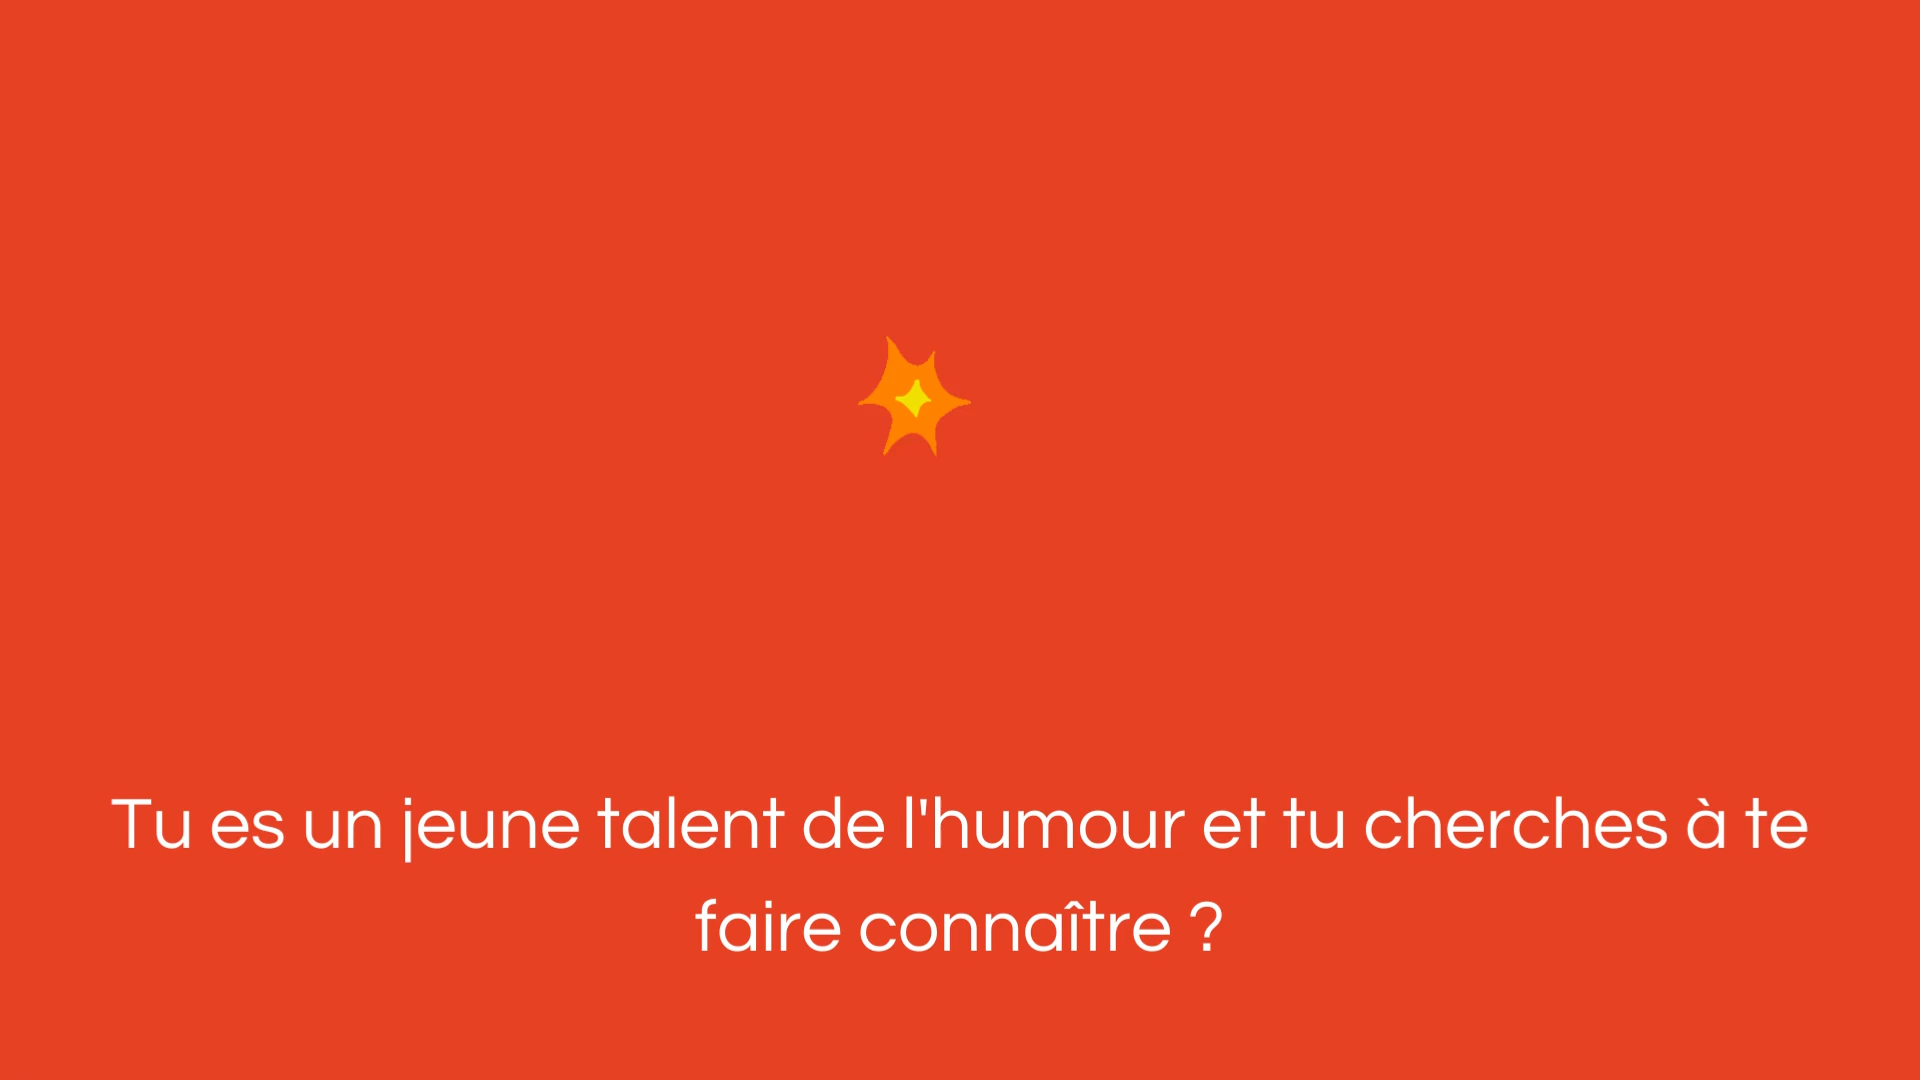 Tu es un jeune talent de l'humour et tu cherches à te
faire connaître ?